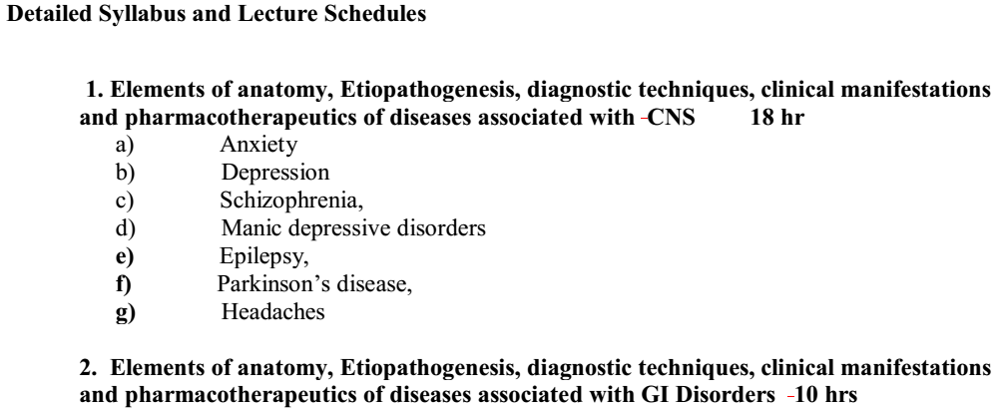 Detailed Syllabus and Lecture Schedules
1. Elements of anatomy, Etiopathogenesis, diagnostic techniques, clinical manifestations
and pharmacotherapeutics of diseases associated with -CNS 18 hr
a) Anxiety
b) Depression
c) Schizophrenia,
d) Manic depressive disorders
e) Epilepsy,
f) Parkinson’s disease,
g) Headaches
2. Elements of anatomy, Etiopathogenesis, diagnostic techniques, clinical manifestations
and pharmacotherapeutics of diseases associated with GI Disorders -10 hrs